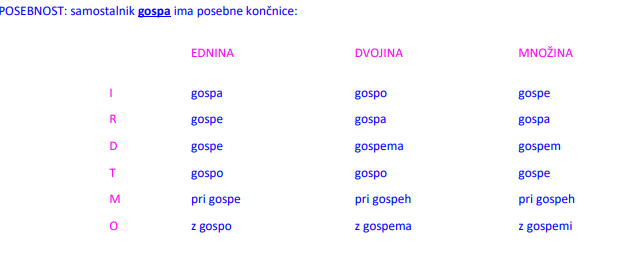 POSEBNOST: samostalnik gospa ima posebne končnice:
EDNINA DVOJINA MNOŽINA
I gospa gospo gospe
R gospe gospa gospa
D gospe gospema gospem
T gospo gospo gospe
M pri gospe pri gospeh pri gospeh
O z gospo z gospema z gospemi